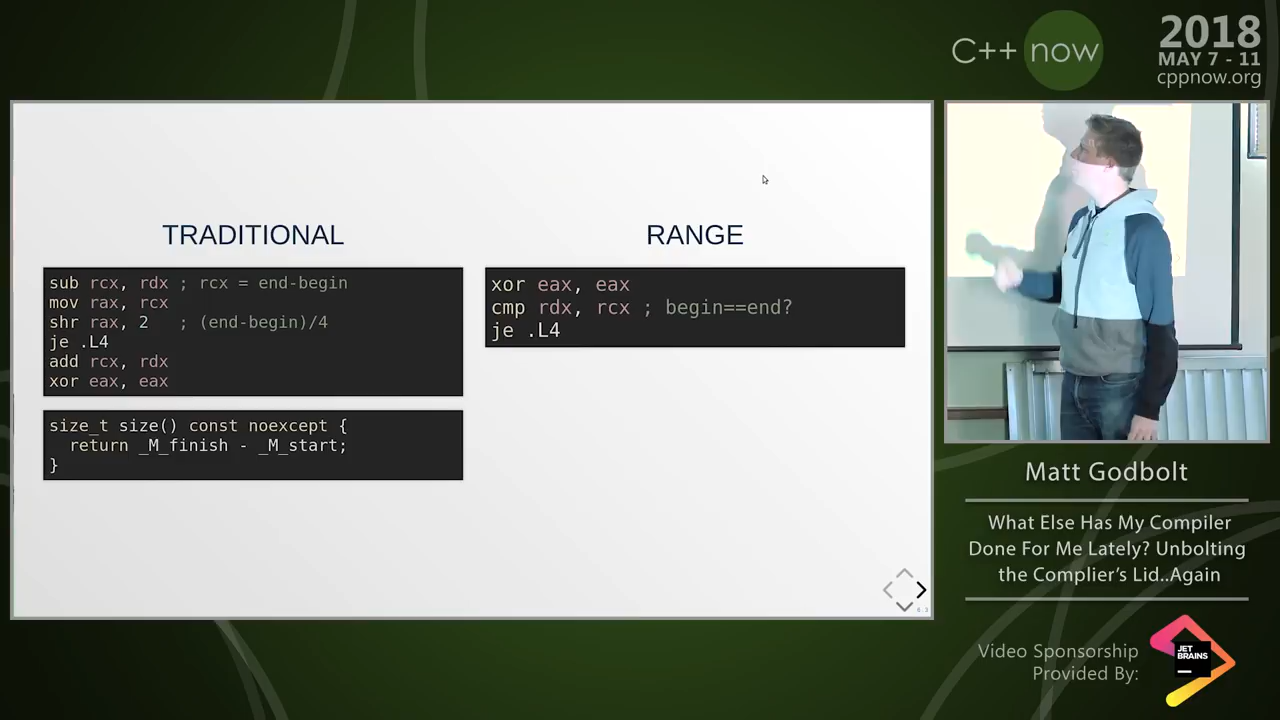 C++ now
2018
MAY 7 - 11
cppnow.org
TRADITIONAL
sub rcx, rdx ; rcx = end-begin
mov rax, rcx
shr rax, 2 ; (end-begin)/4
je .L4
add rcx, rdx
xor eax, eax
size_t size() const noexcept {
return _M_finish - _M_start;
}
RANGE
xor eax, eax
cmp rdx, rcx ; begin==end?
je .L4
6.3
Matt Godbolt
What Else Has My Compiler
Done For Me Lately? Unbolting
the Complier's Lid..Again
Video Sponsorship
Provided By:
JET
BRAINS